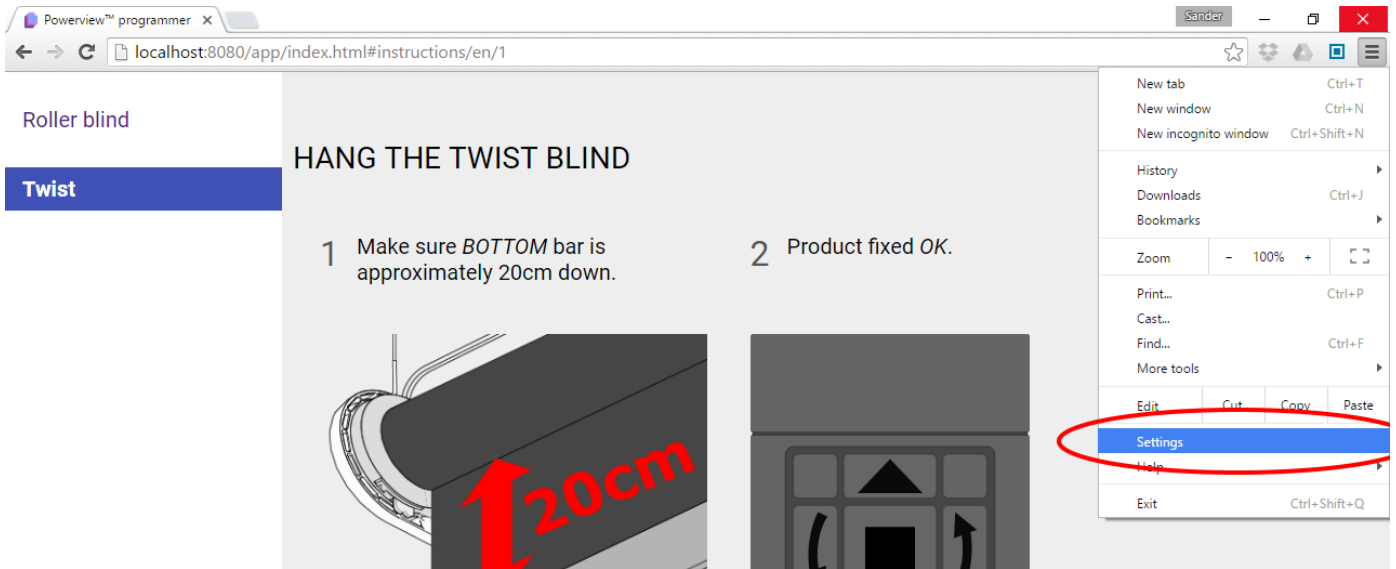 Powerview™ programmer
Sander
localhost:8080/app/index.html#instructions/en/1
Roller blind
Twist
HANG THE TWIST BLIND
1 Make sure BOTTOM bar is
approximately 20cm down.
2 Product fixed OK.
20cm
New tab Ctrl+T
New window Ctrl+N
New incognito window Ctrl+Shift+N
History
Downloads Ctrl+J
Bookmarks
Zoom - 100% +
Print... Ctrl+P
Cast...
Find... Ctrl+F
More tools
Edit Cut Copy Paste
Settings
Help
Exit Ctrl+Shift+Q